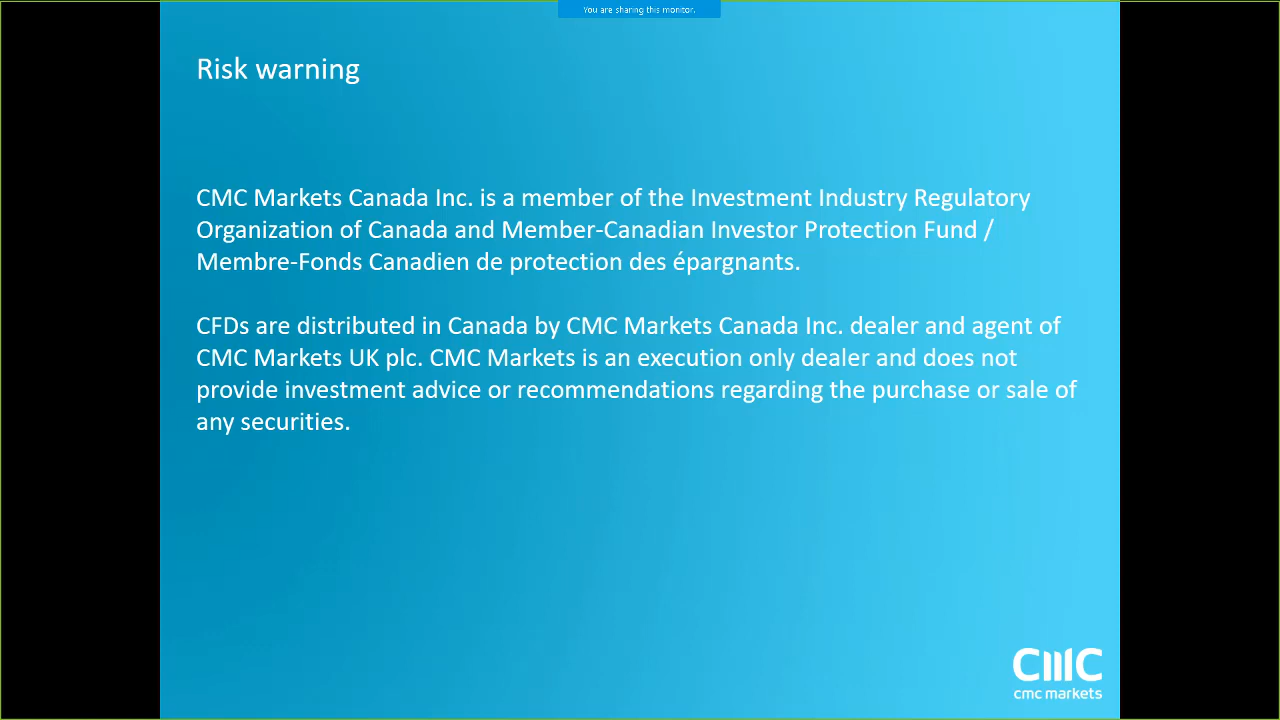 You are sharing this monitor.
Risk warning
CMC Markets Canada Inc. is a member of the Investment Industry Regulatory
Organization of Canada and Member-Canadian Investor Protection Fund /
Membre-Fonds Canadien de protection des épargnants.
CFDs are distributed in Canada by CMC Markets Canada Inc. dealer and agent of
CMC Markets UK plc. CMC Markets is an execution only dealer and does not
provide investment advice or recommendations regarding the purchase or sale of
any securities.
CMC
cmc markets